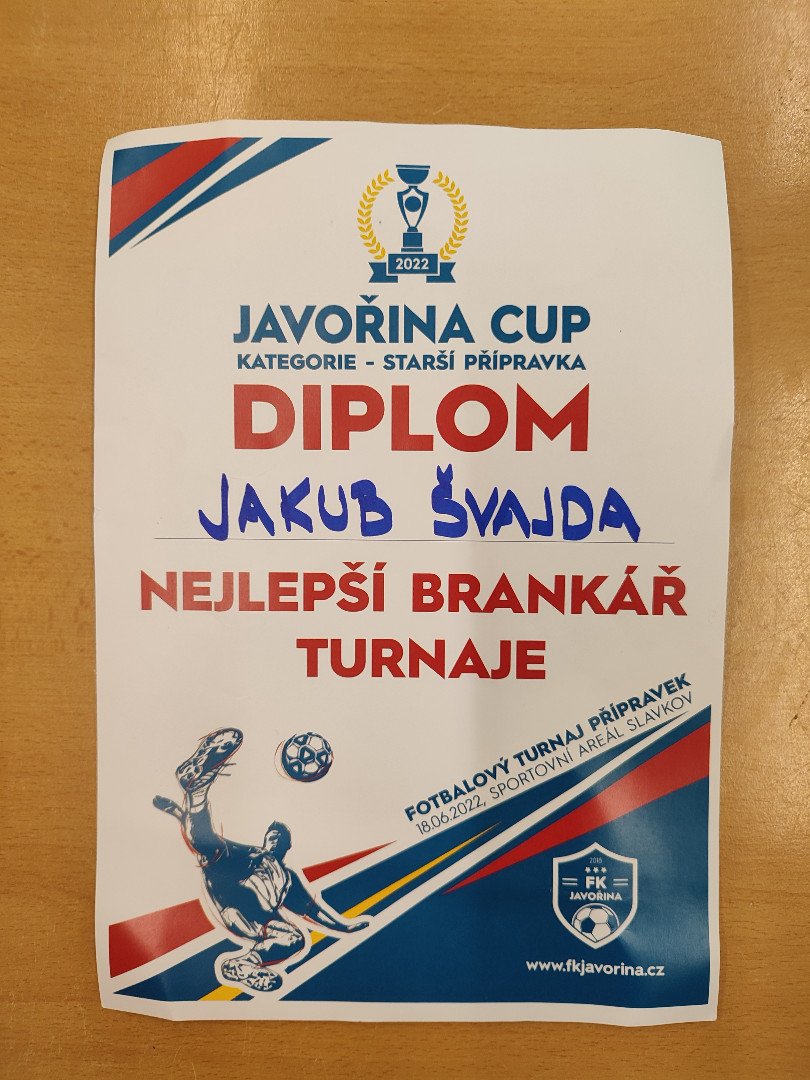 2022
JAVOŘINA CUP
KATEGORIE - STARŠÍ PŘÍPRAVKA
DIPLOM
JAKUB ŠVAJDA
NEJLEPŠÍ BRANKÁŘ
TURNAJE
FOTBALOVÝ TURNAJ PŘÍPRAVEK
18.06.2022, SPORTOVNÍ AREÁL SLAVKOV
2018
FK
JAVOŘINA
www.fkjavorina.cz